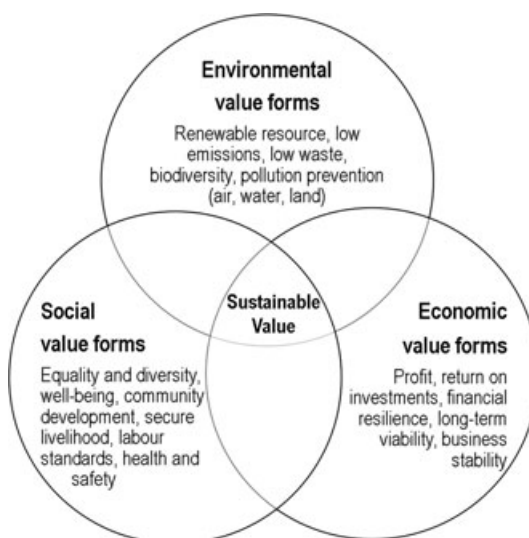 Environmental
value forms
Renewable resource, low
emissions, low waste,
biodiversity, pollution prevention
(air, water, land)
Sustainable
Value
Social
value forms
Equality and diversity,
well-being, community
development, secure
livelihood, labour
standards, health and
safety
Economic
value forms
Profit, return on
investments, financial
resilience, long-term
viability, business
stability